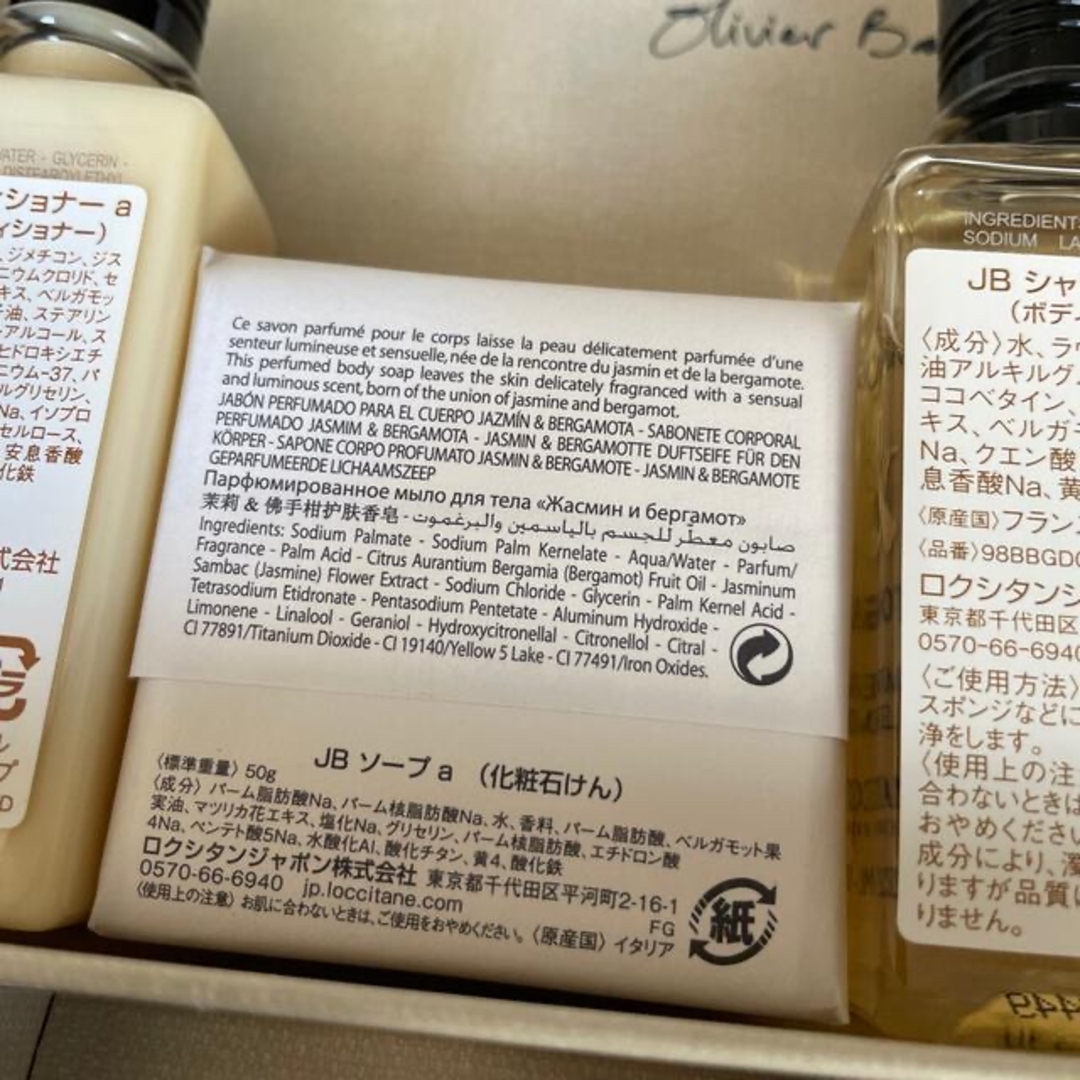 Olivier
WATER - GLYCERIN -
ショナー a
ィショナー)
、ジメチコン、ジス
ニウムクロリド、セ
キス、ベルガモッ
油、ステアリン
アルコール、ス
ヒドロキシエチ
ニウム-37、パ
ルグリセリン、
Na、イソプロ
セルロース、
安息香酸
化鉄
式会社
Ce savon parfumé pour le corps laisse la peau délicatement parfumée d'une
senteur lumineuse et sensuelle, née de la rencontre du jasmin et de la bergamote.
This perfumed body soap leaves the skin delicately fragranced with a sensual
and luminous scent, born of the union of jasmine and bergamot.
JABÓN PERFUMADO PARA EL CUERPO JAZMÍN & BERGAMOTA - SABONETE CORPORAL
PERFUMADO JASMIM & BERGAMOTA - JASMIN & BERGAMOTTE DUFTSEIFE FÜR DEN
KÖRPER - SAPONE CORPO PROFUMATO JASMIN & BERGAMOTE - JASMIN & BERGAMOTE
GEPARFUMEERDE LICHAAMSZEEP
Парфюмированное мыло для тела «Жасмин и бергамот»
茉莉 & 佛手柑护肤香皂 - صابون معطّر للجسم بالياسمين والبرغموت
Ingredients: Sodium Palmate - Sodium Palm Kernelate - Aqua/Water - Parfum/
Fragrance - Palm Acid - Citrus Aurantium Bergamia (Bergamot) Fruit Oil - Jasminum
Sambac (Jasmine) Flower Extract - Sodium Chloride - Glycerin - Palm Kernel Acid -
Tetrasodium Etidronate - Pentasodium Pentetate - Aluminum Hydroxide -
Limonene - Linalool - Geraniol - Hydroxycitronellal - Citronellol - Citral -
CI 77891/Titanium Dioxide - CI 19140/Yellow 5 Lake - CI 77491/Iron Oxides.
〈標準重量〉50g JB ソープ a (化粧石けん)
〈成分〉パーム脂肪酸Na、パーム核脂肪酸Na、水、香料、パーム脂肪酸、ベルガモット果
実油、マツリカ花エキス、塩化Na、グリセリン、パーム核脂肪酸、エチドロン酸
4Na、ペンテト酸5Na、水酸化Al、酸化チタン、黄4、酸化鉄
ロクシタンジャポン株式会社 東京都千代田区平河町2-16-1
0570-66-6940 jp.loccitane.com FG
〈使用上の注意〉お肌に合わないときは、ご使用をおやめください。〈原産国〉イタリア
紙
INGREDIENTS
SODIUM LA
JB シャ
(ボディ
〈成分〉水、ラウ
油アルキルグ
ココベタイン、
キス、ベルガモ
Na、クエン酸
息香酸Na、黄
〈原産国〉フランス
〈品番〉98BBGD0
ロクシタンジ
東京都千代田区
0570-66-6940
〈ご使用方法〉
スポンジなどに
浄をします。
〈使用上の注
合わないときは
おやめください
成分により、濁
りますが品質に
りません。